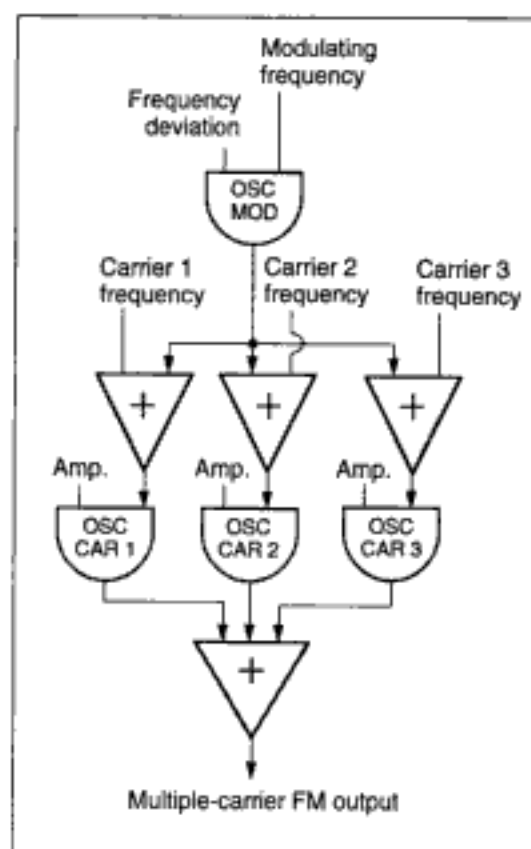 Modulating
frequency
Frequency
deviation
OSC
MOD
Carrier 1
frequency
Carrier 2
frequency
Carrier 3
frequency
+
+
+
Amp.
Amp.
Amp.
OSC
CAR 1
OSC
CAR 2
OSC
CAR 3
+
Multiple-carrier FM output